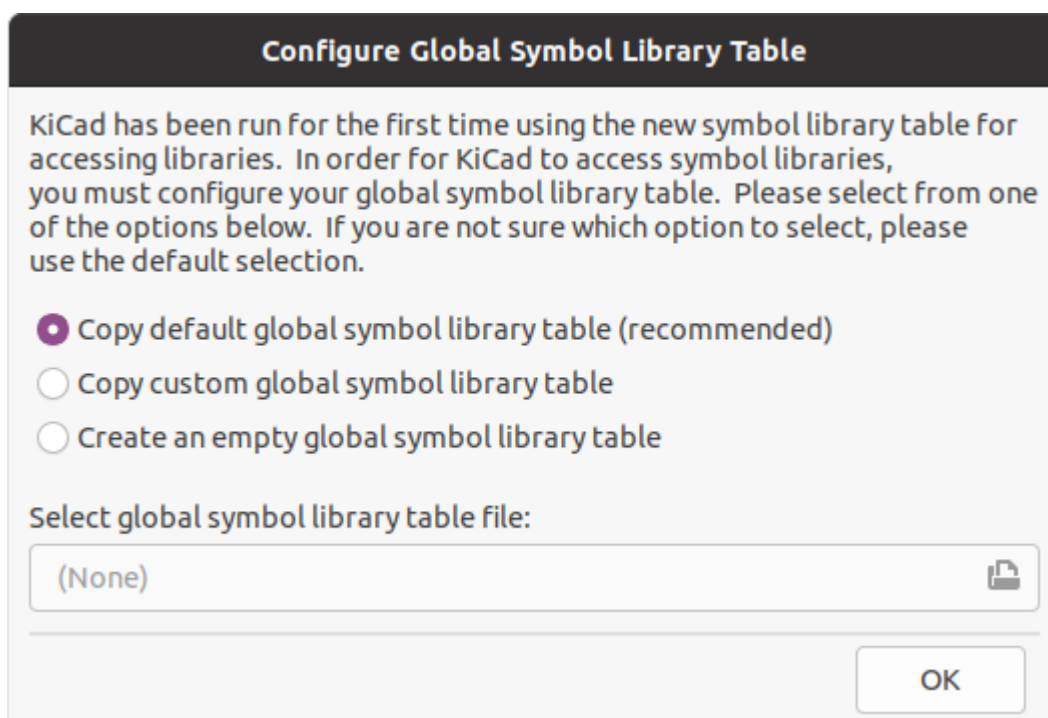 Configure Global Symbol Library Table
KiCad has been run for the first time using the new symbol library table for
accessing libraries.  In order for KiCad to access symbol libraries,
you must configure your global symbol library table.  Please select from one
of the options below.  If you are not sure which option to select, please
use the default selection.
Copy default global symbol library table (recommended)
Copy custom global symbol library table
Create an empty global symbol library table
Select global symbol library table file:
(None)
OK